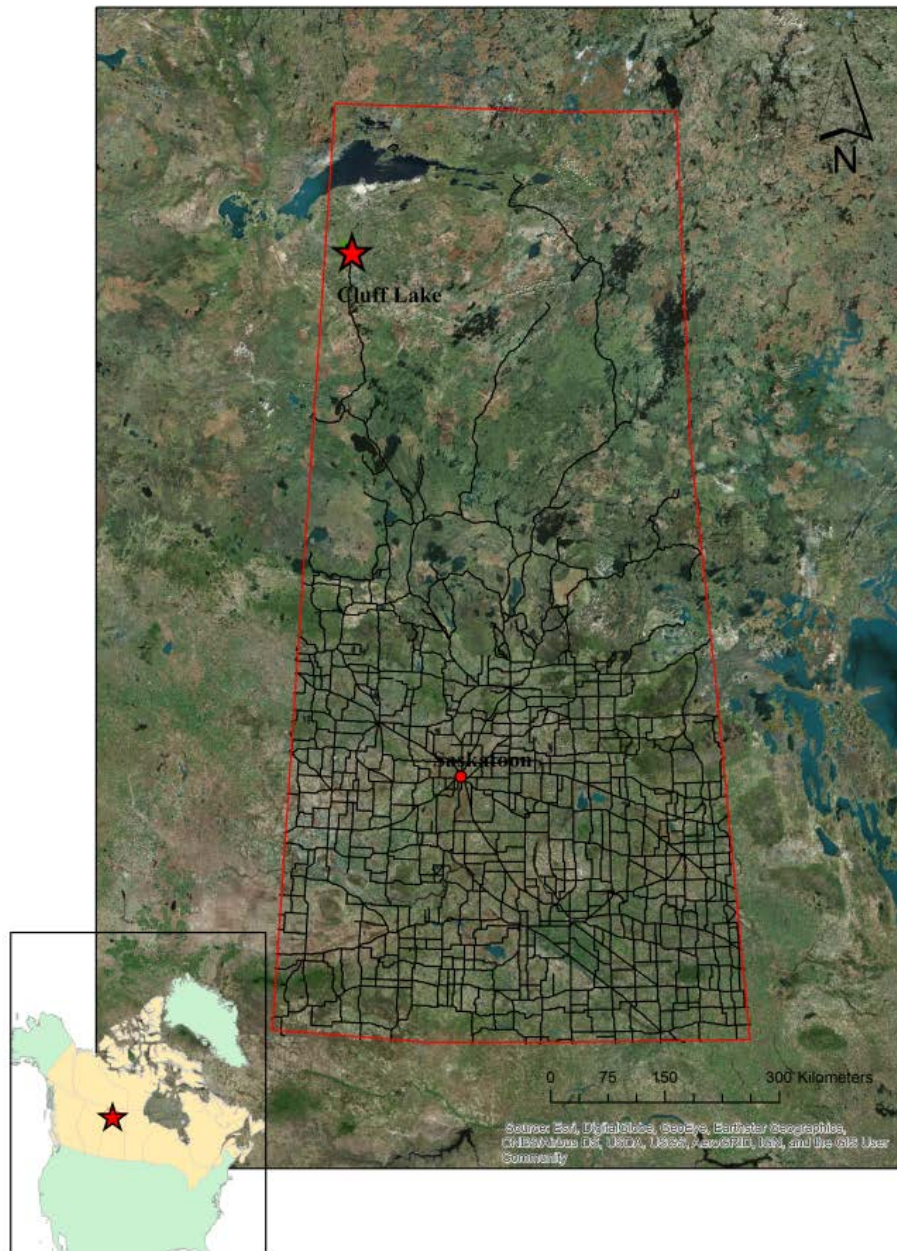 N
Cluff Lake
Saskatoon
0 75 150 300 Kilometers
Source: Esri, DigitalGlobe, GeoEye, Earthstar Geographics,
CNES/Airbus DS, USDA, USGS, AeroGRID, IGN, and the GIS User
Community